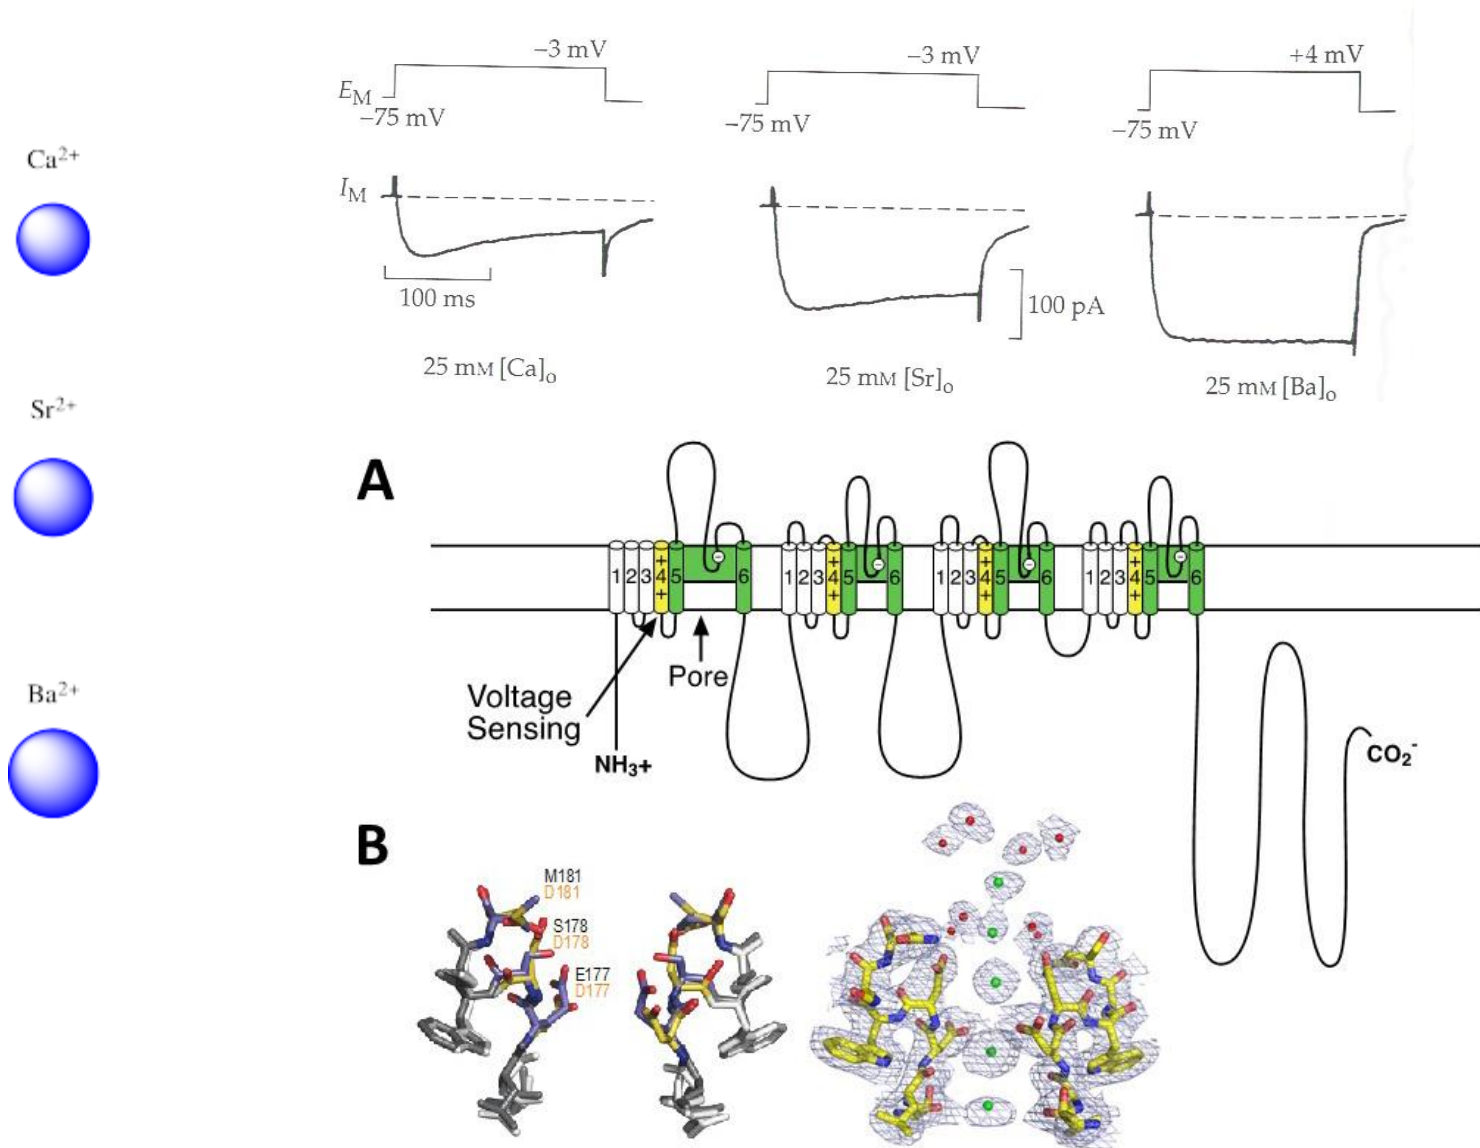 −3 mV
−3 mV
+4 mV
E_M
−75 mV
−75 mV
−75 mV
Ca²⁺
I_M
100 ms
100 pA
25 mM [Ca]ₒ
25 mM [Sr]ₒ
25 mM [Ba]ₒ
Sr²⁺
A
1 2 3 +4+ 5 − 6
1 2 3 +4+ 5 − 6
1 2 3 +4+ 5 − 6
1 2 3 +4+ 5 − 6
Ba²⁺
Voltage
Sensing
Pore
NH₃+
CO₂⁻
B
M181
D181
S178
D178
E177
D177